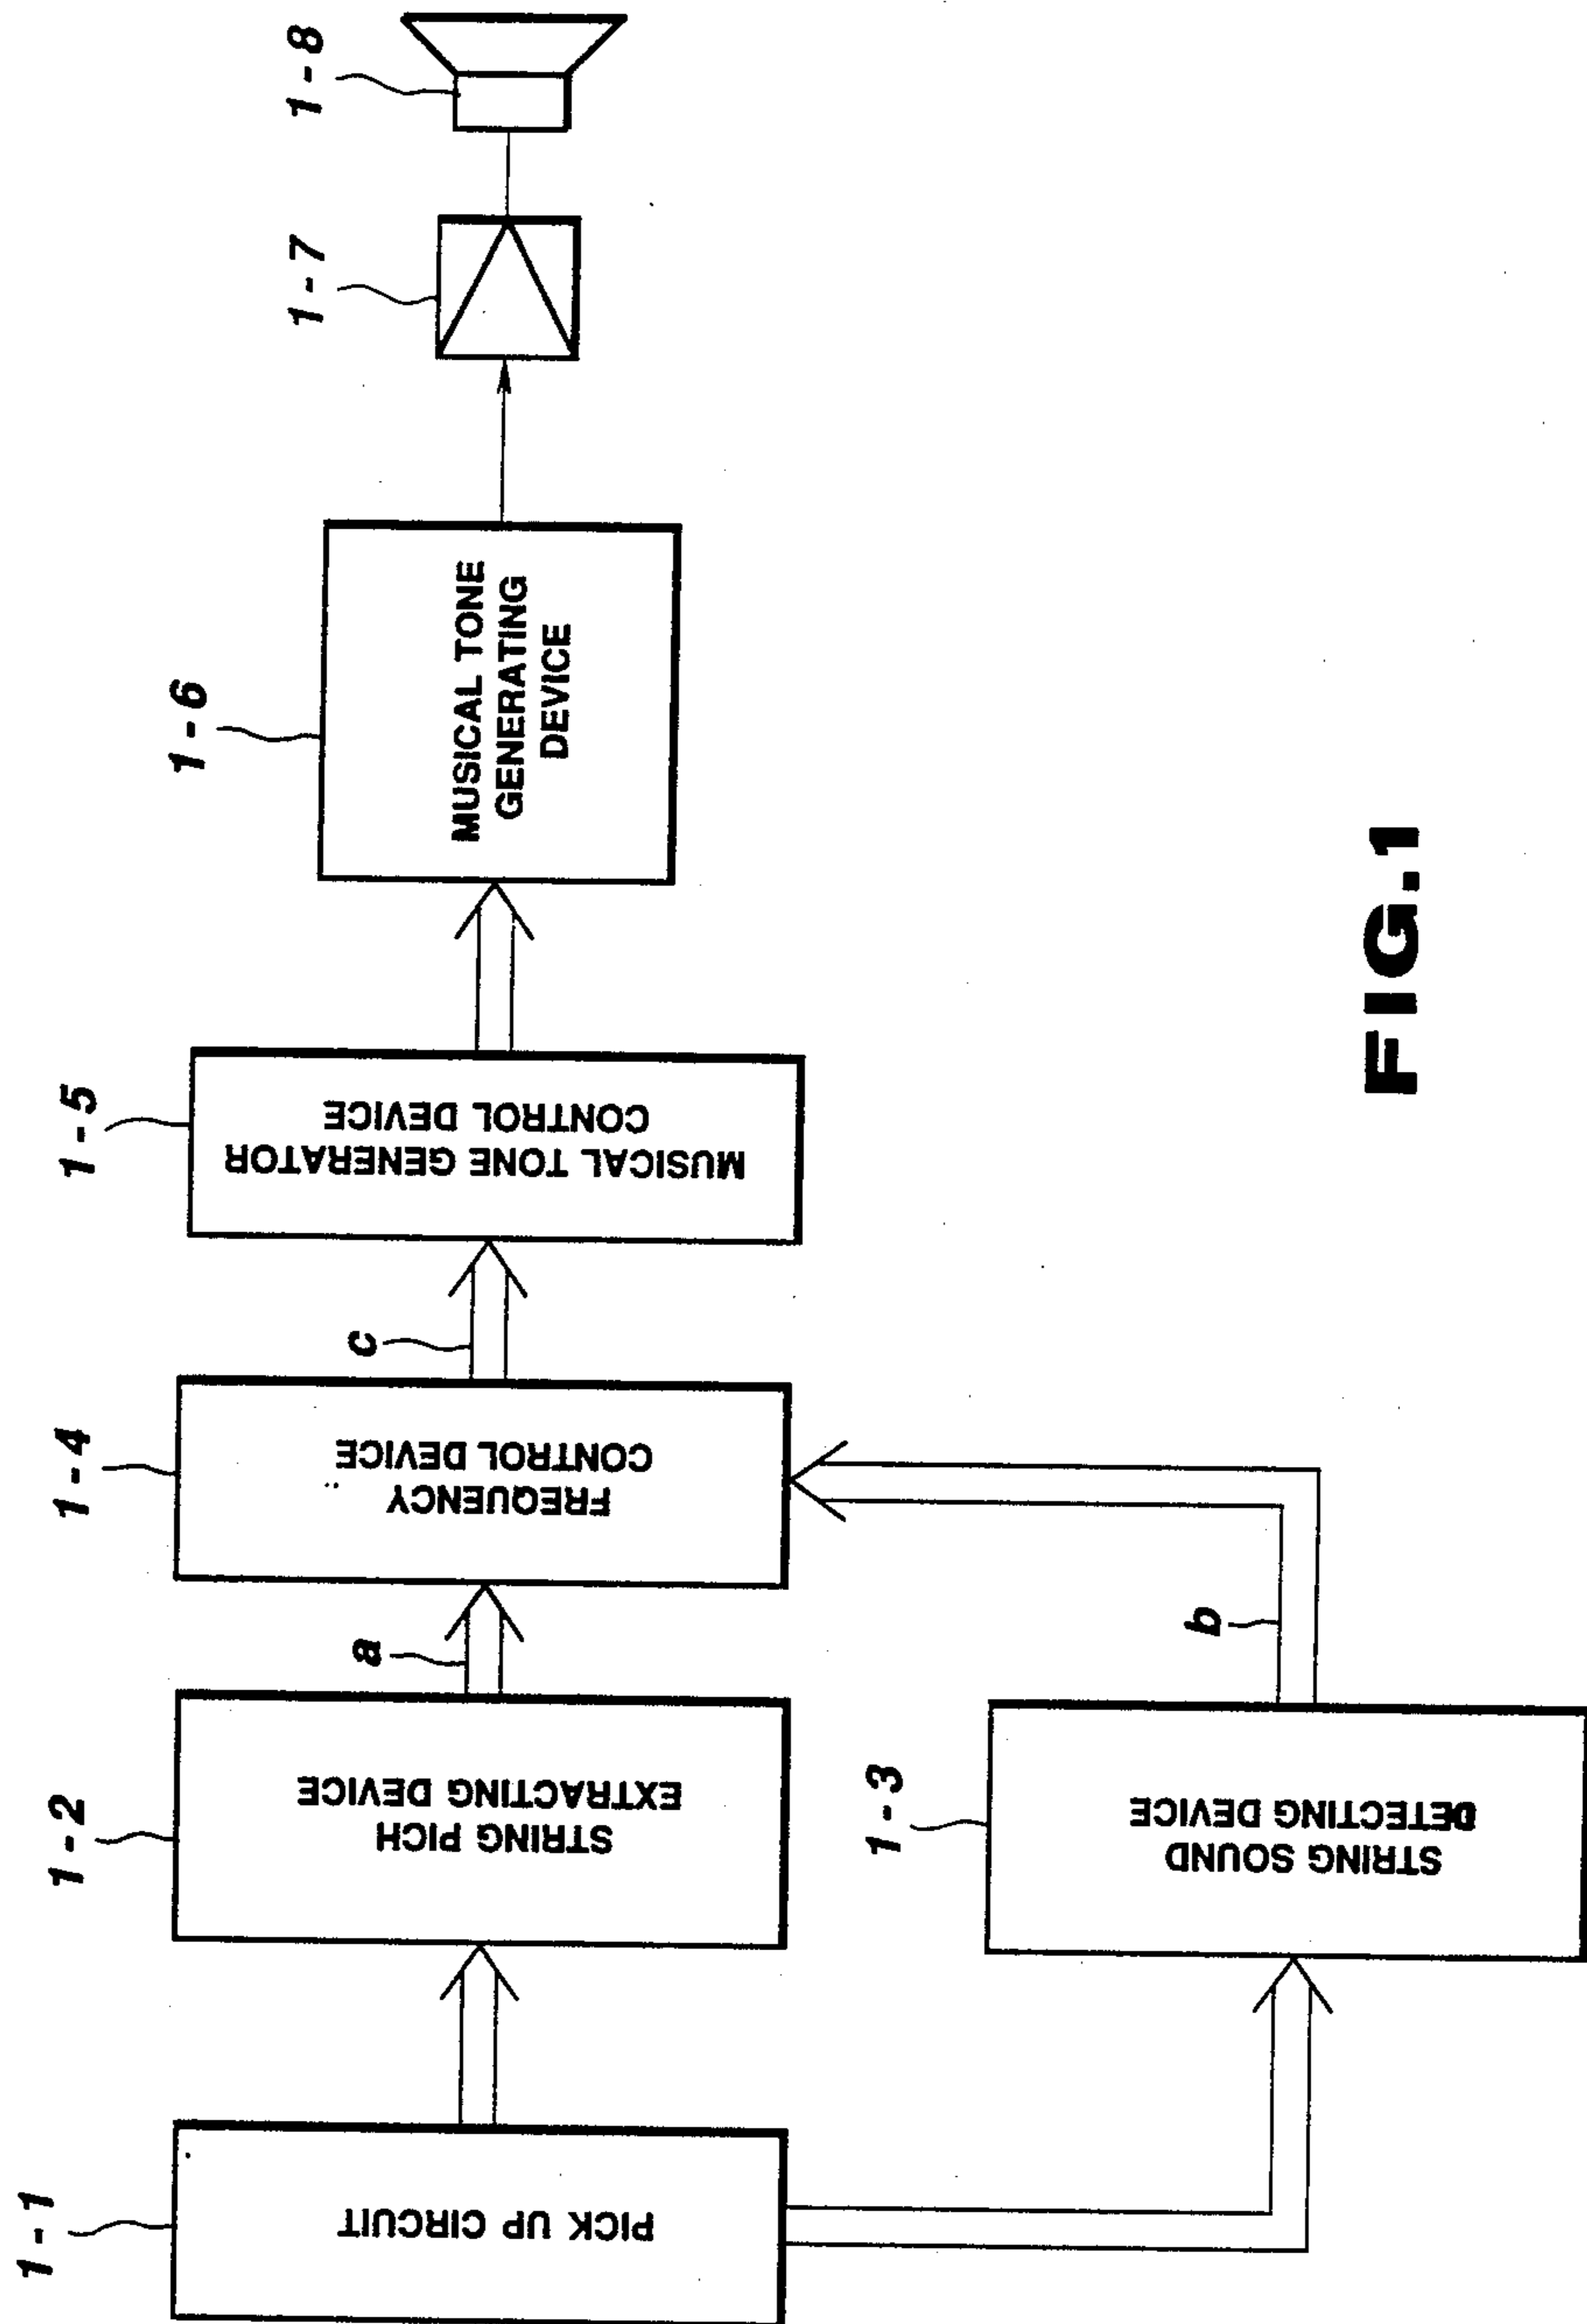 1-1
PICK UP CIRCUIT
1-2
STRING PICH
EXTRACTING DEVICE
a
1-3
STRING SOUND
DETECTING DEVICE
b
1-4
FREQUENCY
CONTROL DEVICE
c
1-5
MUSICAL TONE GENERATOR
CONTROL DEVICE
1-6
MUSICAL TONE
GENERATING
DEVICE
1-7
1-8
FIG.1